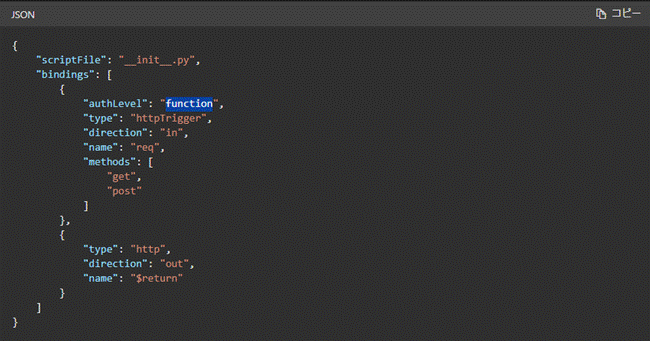 JSON
コピー
{
    "scriptFile": "__init__.py",
    "bindings": [
        {
            "authLevel": "function",
            "type": "httpTrigger",
            "direction": "in",
            "name": "req",
            "methods": [
                "get",
                "post"
            ]
        },
        {
            "type": "http",
            "direction": "out",
            "name": "$return"
        }
    ]
}